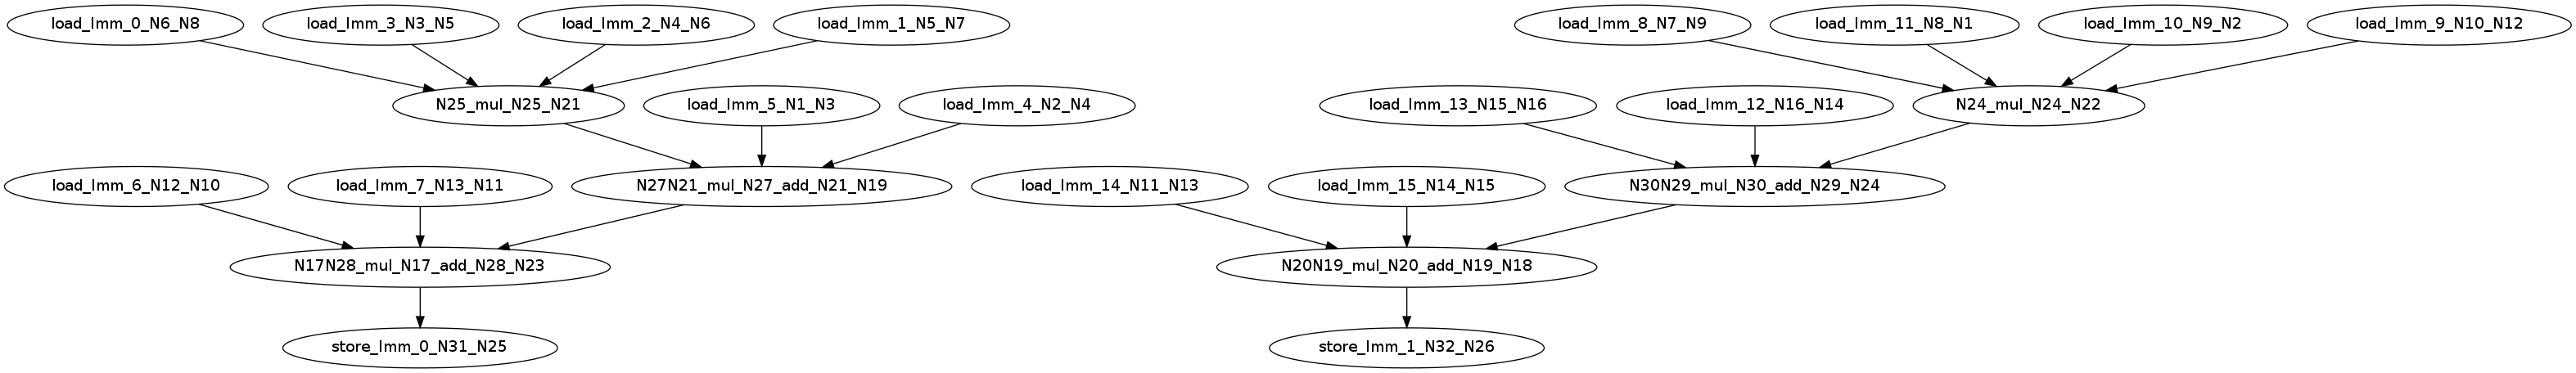 load_Imm_0_N6_N8
load_Imm_3_N3_N5
load_Imm_2_N4_N6
load_Imm_1_N5_N7
load_Imm_8_N7_N9
load_Imm_11_N8_N1
load_Imm_10_N9_N2
load_Imm_9_N10_N12
N25_mul_N25_N21
load_Imm_5_N1_N3
load_Imm_4_N2_N4
load_Imm_13_N15_N16
load_Imm_12_N16_N14
N24_mul_N24_N22
load_Imm_6_N12_N10
load_Imm_7_N13_N11
N27N21_mul_N27_add_N21_N19
load_Imm_14_N11_N13
load_Imm_15_N14_N15
N30N29_mul_N30_add_N29_N24
N17N28_mul_N17_add_N28_N23
N20N19_mul_N20_add_N19_N18
store_Imm_0_N31_N25
store_Imm_1_N32_N26